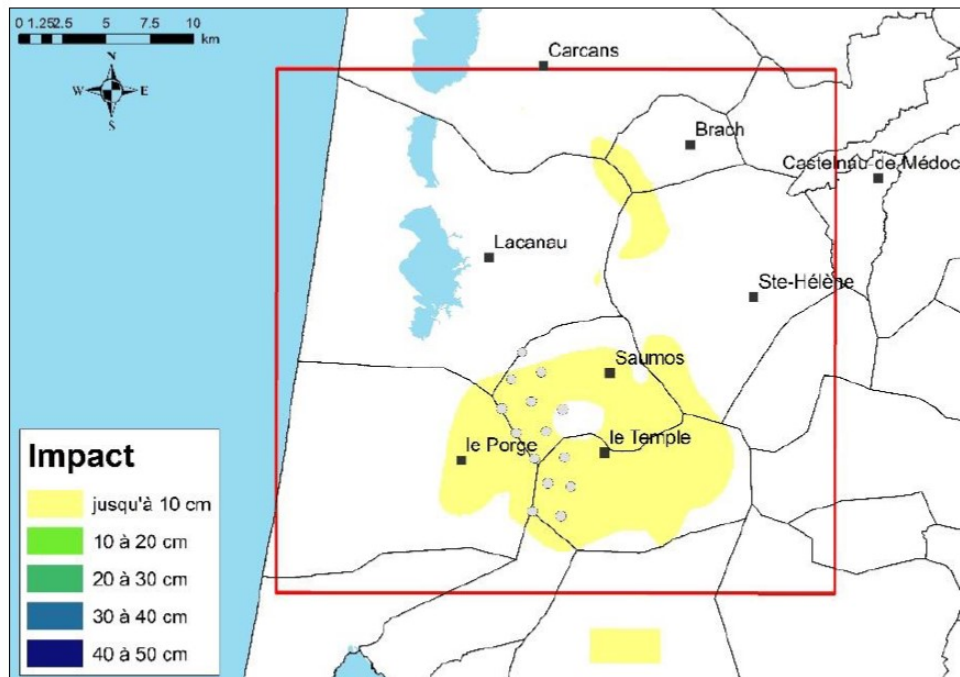 0 1.25 2.5 5 7.5 10
km
N
W E
S
Carcans
Brach
Castelnau-de-Médoc
Lacanau
Ste-Hélène
Saumos
le Porge
le Temple
Impact
jusqu'à 10 cm
10 à 20 cm
20 à 30 cm
30 à 40 cm
40 à 50 cm